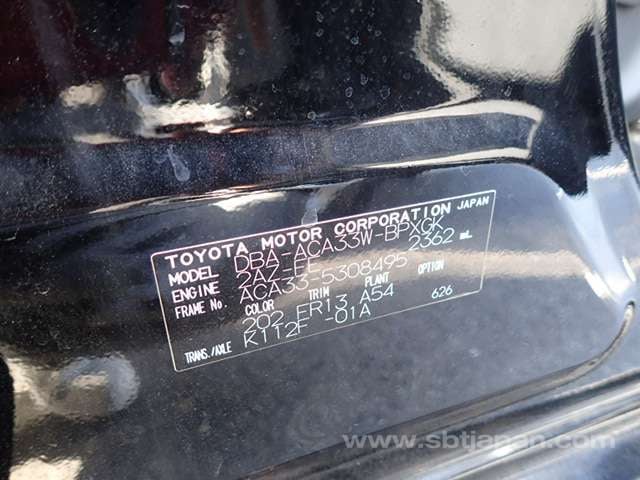 TOYOTA MOTOR CORPORATION JAPAN
MODEL DBA-ACA33W-BPXGK
ENGINE 2AZ-FE 2362 mL
FRAME NO. ACA33-5308495
COLOR TRIM PLANT OPTION
202 FR13 A54 626
TRANS./AXLE K112F -01A
www.sbtjapan.com